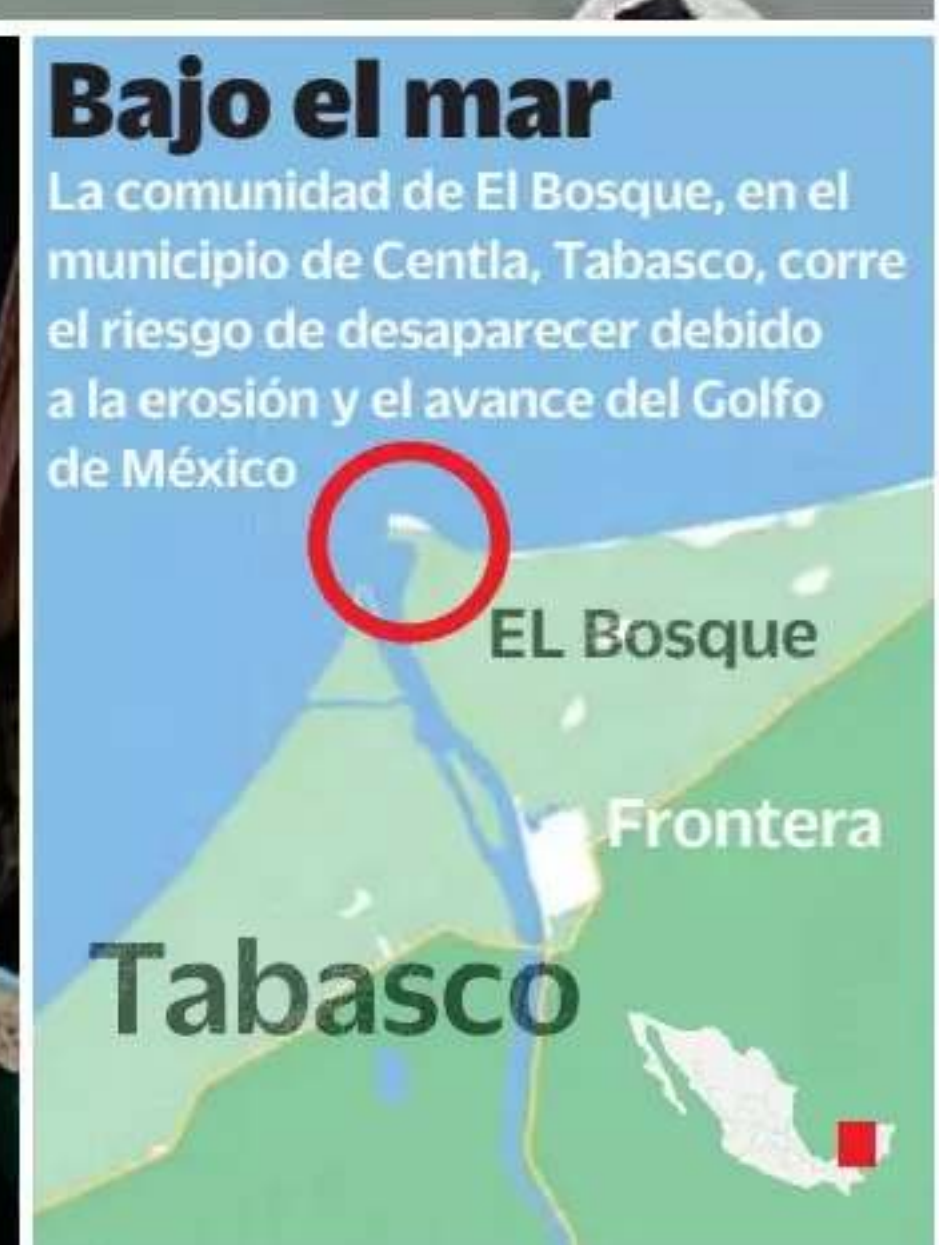 Bajo el mar
La comunidad de El Bosque, en el
municipio de Centla, Tabasco, corre
el riesgo de desaparecer debido
a la erosión y el avance del Golfo
de México
EL Bosque
Frontera
Tabasco